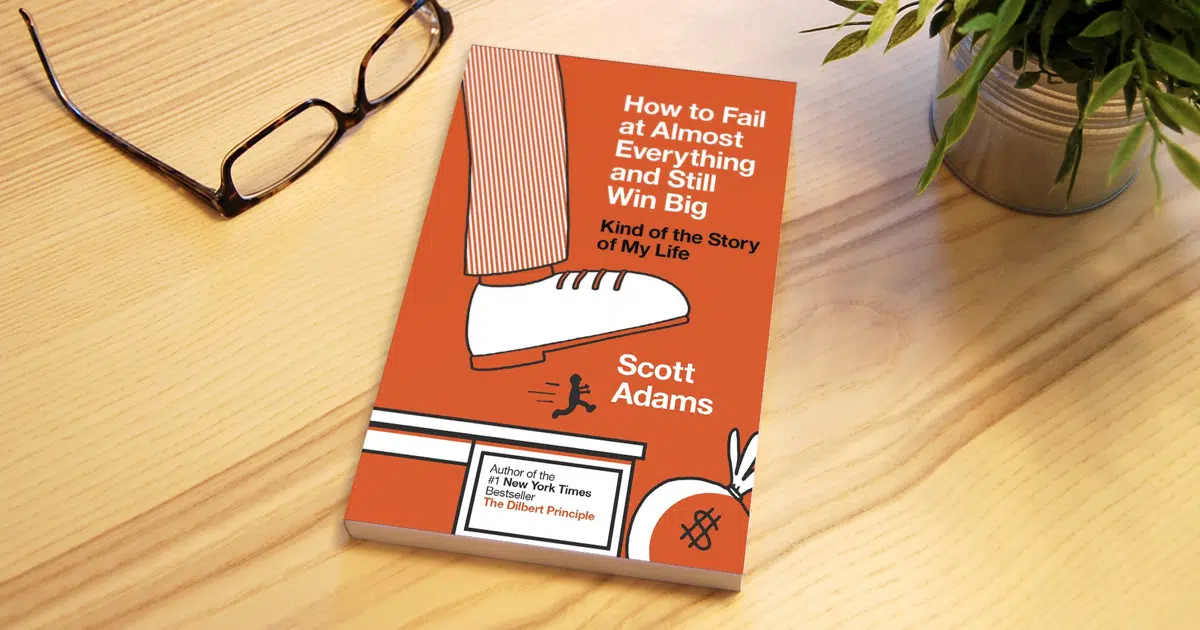 How to Fail
at Almost
Everything
and Still
Win Big
Kind of the Story
of My Life
Scott
Adams
Author of the
#1 New York Times
Bestseller
The Dilbert Principle
$